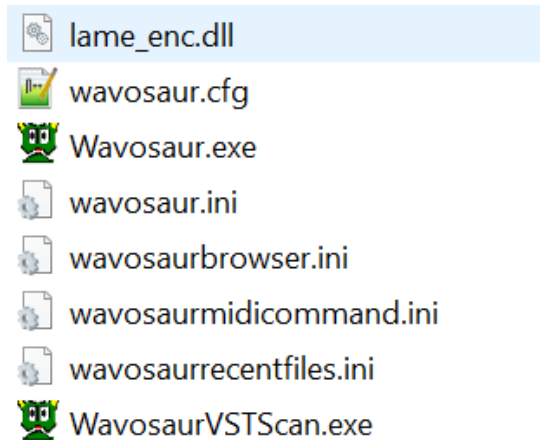 lame_enc.dll
wavosaur.cfg
Wavosaur.exe
wavosaur.ini
wavosaurbrowser.ini
wavosaurmidicommand.ini
wavosaurrecentfiles.ini
WavosaurVSTScan.exe